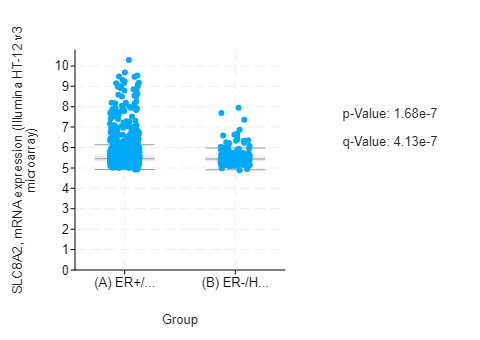 SLC8A2, mRNA expression (Illumina HT-12 v3
microarray)
10
9
8
7
6
5
4
3
2
1
0
(A) ER+/...
(B) ER-/H...
Group
p-Value: 1.68e-7
q-Value: 4.13e-7